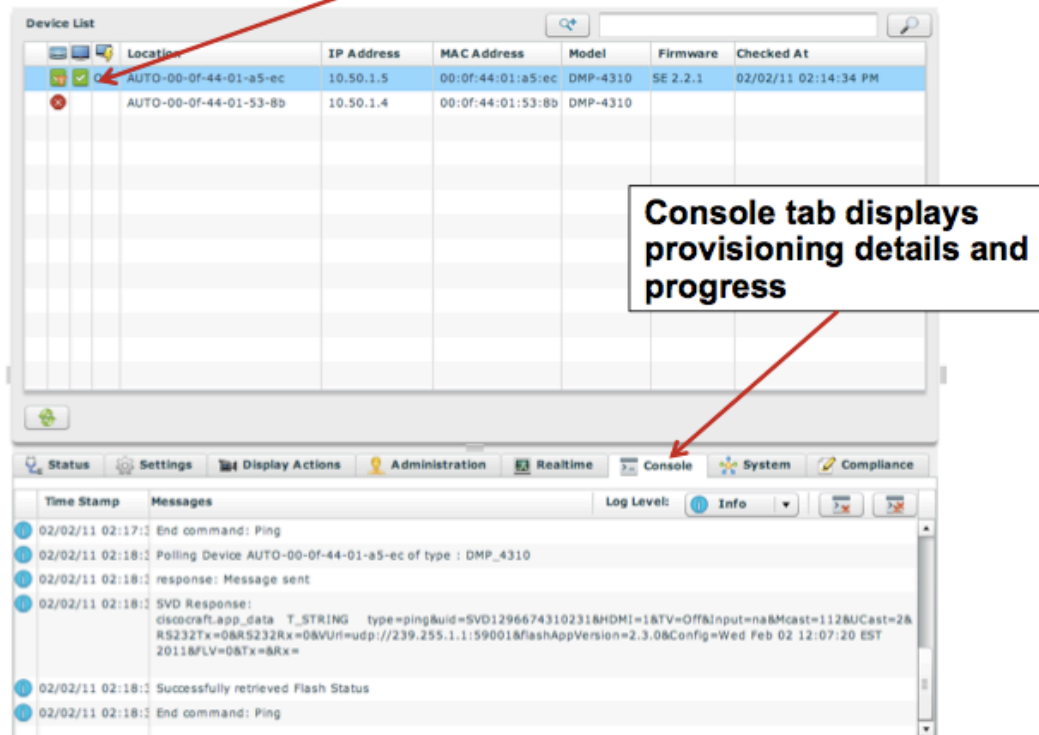 Device List
Location IP Address MAC Address Model Firmware Checked At
AUTO-00-0f-44-01-a5-ec 10.50.1.5 00:0f:44:01:a5:ec DMP-4310 SE 2.2.1 02/02/11 02:14:34 PM
AUTO-00-0f-44-01-53-8b 10.50.1.4 00:0f:44:01:53:8b DMP-4310
Console tab displays
provisioning details and
progress
Status Settings Display Actions Administration Realtime Console System Compliance
Time Stamp Messages Log Level: Info
02/02/11 02:17:3 End command: Ping
02/02/11 02:18:3 Polling Device AUTO-00-0f-44-01-a5-ec of type : DMP_4310
02/02/11 02:18:3 response: Message sent
02/02/11 02:18:3 SVD Response:
ciscocraft.app_data T_STRING type=ping&uid=SVD1296674310231&HDMI=1&TV=Off&Input=na&Mcast=112&UCast=2&
RS232Tx=0&RS232Rx=0&VUrl=udp://239.255.1.1:59001&flashAppVersion=2.3.0&Config=Wed Feb 02 12:07:20 EST
2011&FLV=0&Tx=&Rx=
02/02/11 02:18:3 Successfully retrieved Flash Status
02/02/11 02:18:3 End command: Ping